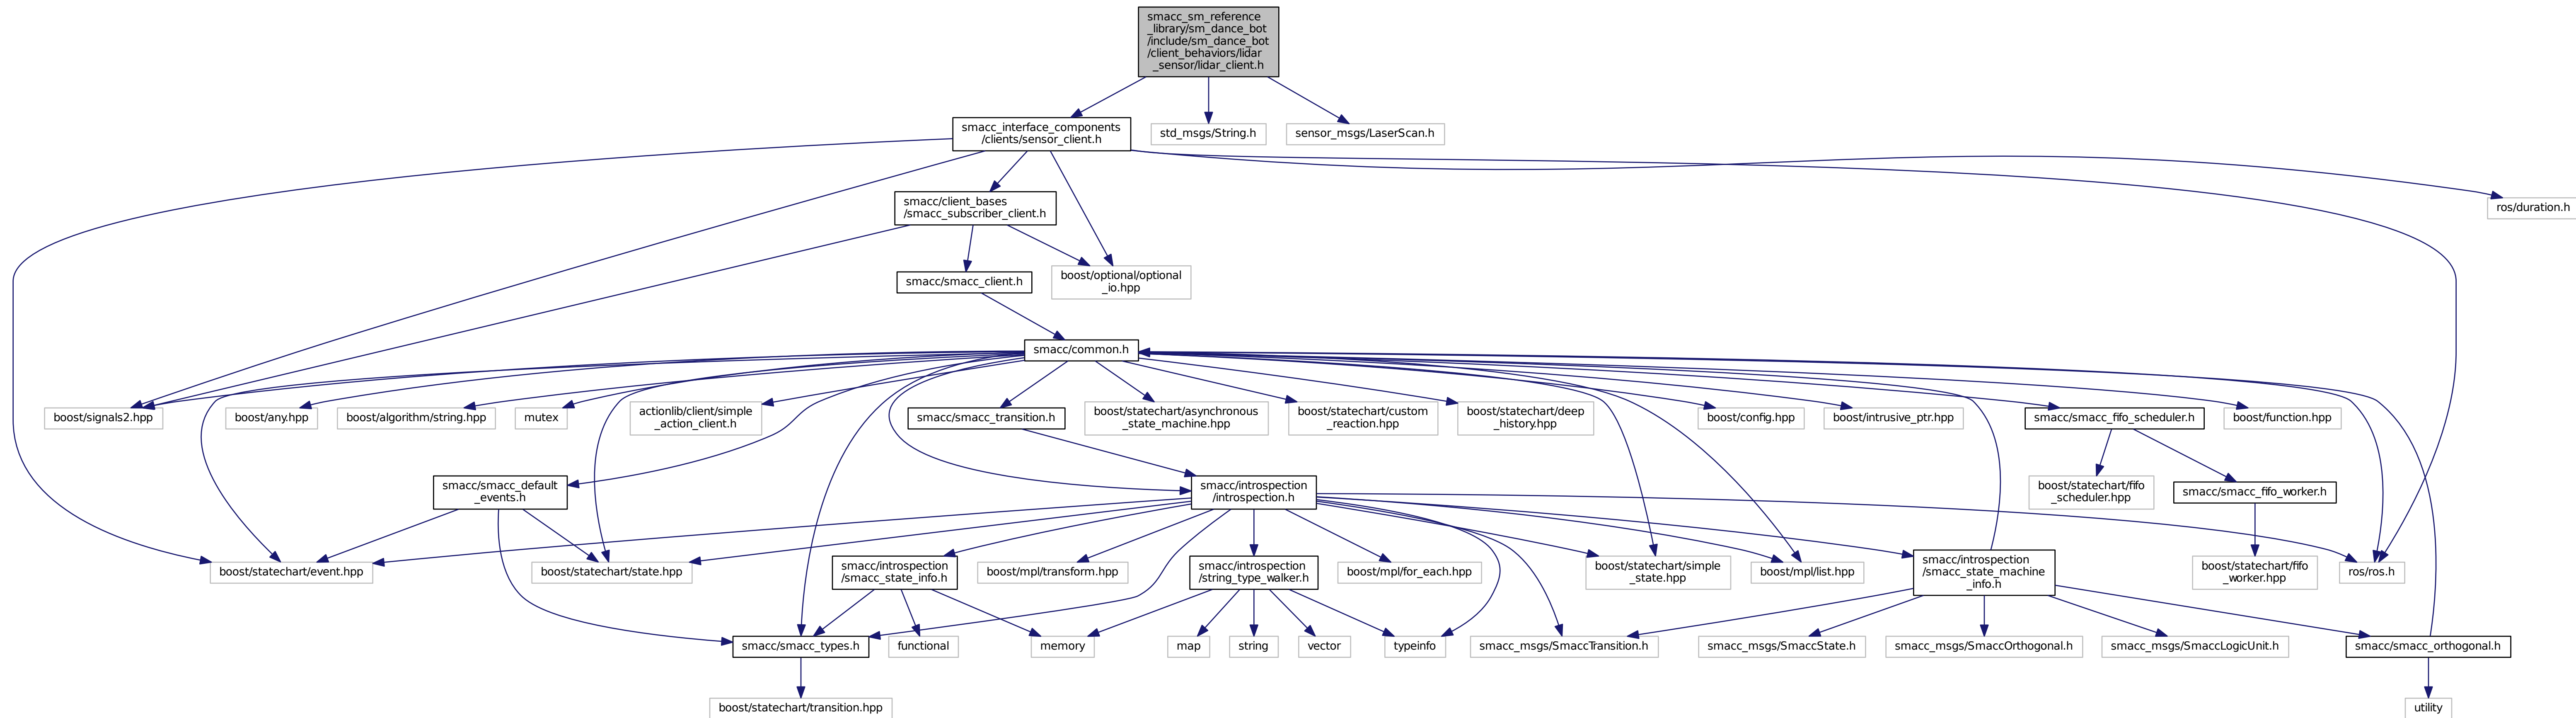 smacc_sm_reference
_library/sm_dance_bot
/include/sm_dance_bot
/client_behaviors/lidar
_sensor/lidar_client.h
smacc_interface_components
/clients/sensor_client.h
std_msgs/String.h
sensor_msgs/LaserScan.h
smacc/client_bases
/smacc_subscriber_client.h
ros/duration.h
smacc/smacc_client.h
boost/optional/optional
_io.hpp
smacc/common.h
boost/signals2.hpp
boost/any.hpp
boost/algorithm/string.hpp
mutex
actionlib/client/simple
_action_client.h
smacc/smacc_transition.h
boost/statechart/asynchronous
_state_machine.hpp
boost/statechart/custom
_reaction.hpp
boost/statechart/deep
_history.hpp
boost/config.hpp
boost/intrusive_ptr.hpp
smacc/smacc_fifo_scheduler.h
boost/function.hpp
smacc/smacc_default
_events.h
smacc/introspection
/introspection.h
boost/statechart/fifo
_scheduler.hpp
smacc/smacc_fifo_worker.h
boost/statechart/event.hpp
boost/statechart/state.hpp
smacc/introspection
/smacc_state_info.h
boost/mpl/transform.hpp
smacc/introspection
/string_type_walker.h
boost/mpl/for_each.hpp
boost/statechart/simple
_state.hpp
boost/mpl/list.hpp
smacc/introspection
/smacc_state_machine
_info.h
boost/statechart/fifo
_worker.hpp
ros/ros.h
smacc/smacc_types.h
functional
memory
map
string
vector
typeinfo
smacc_msgs/SmaccTransition.h
smacc_msgs/SmaccState.h
smacc_msgs/SmaccOrthogonal.h
smacc_msgs/SmaccLogicUnit.h
smacc/smacc_orthogonal.h
boost/statechart/transition.hpp
utility